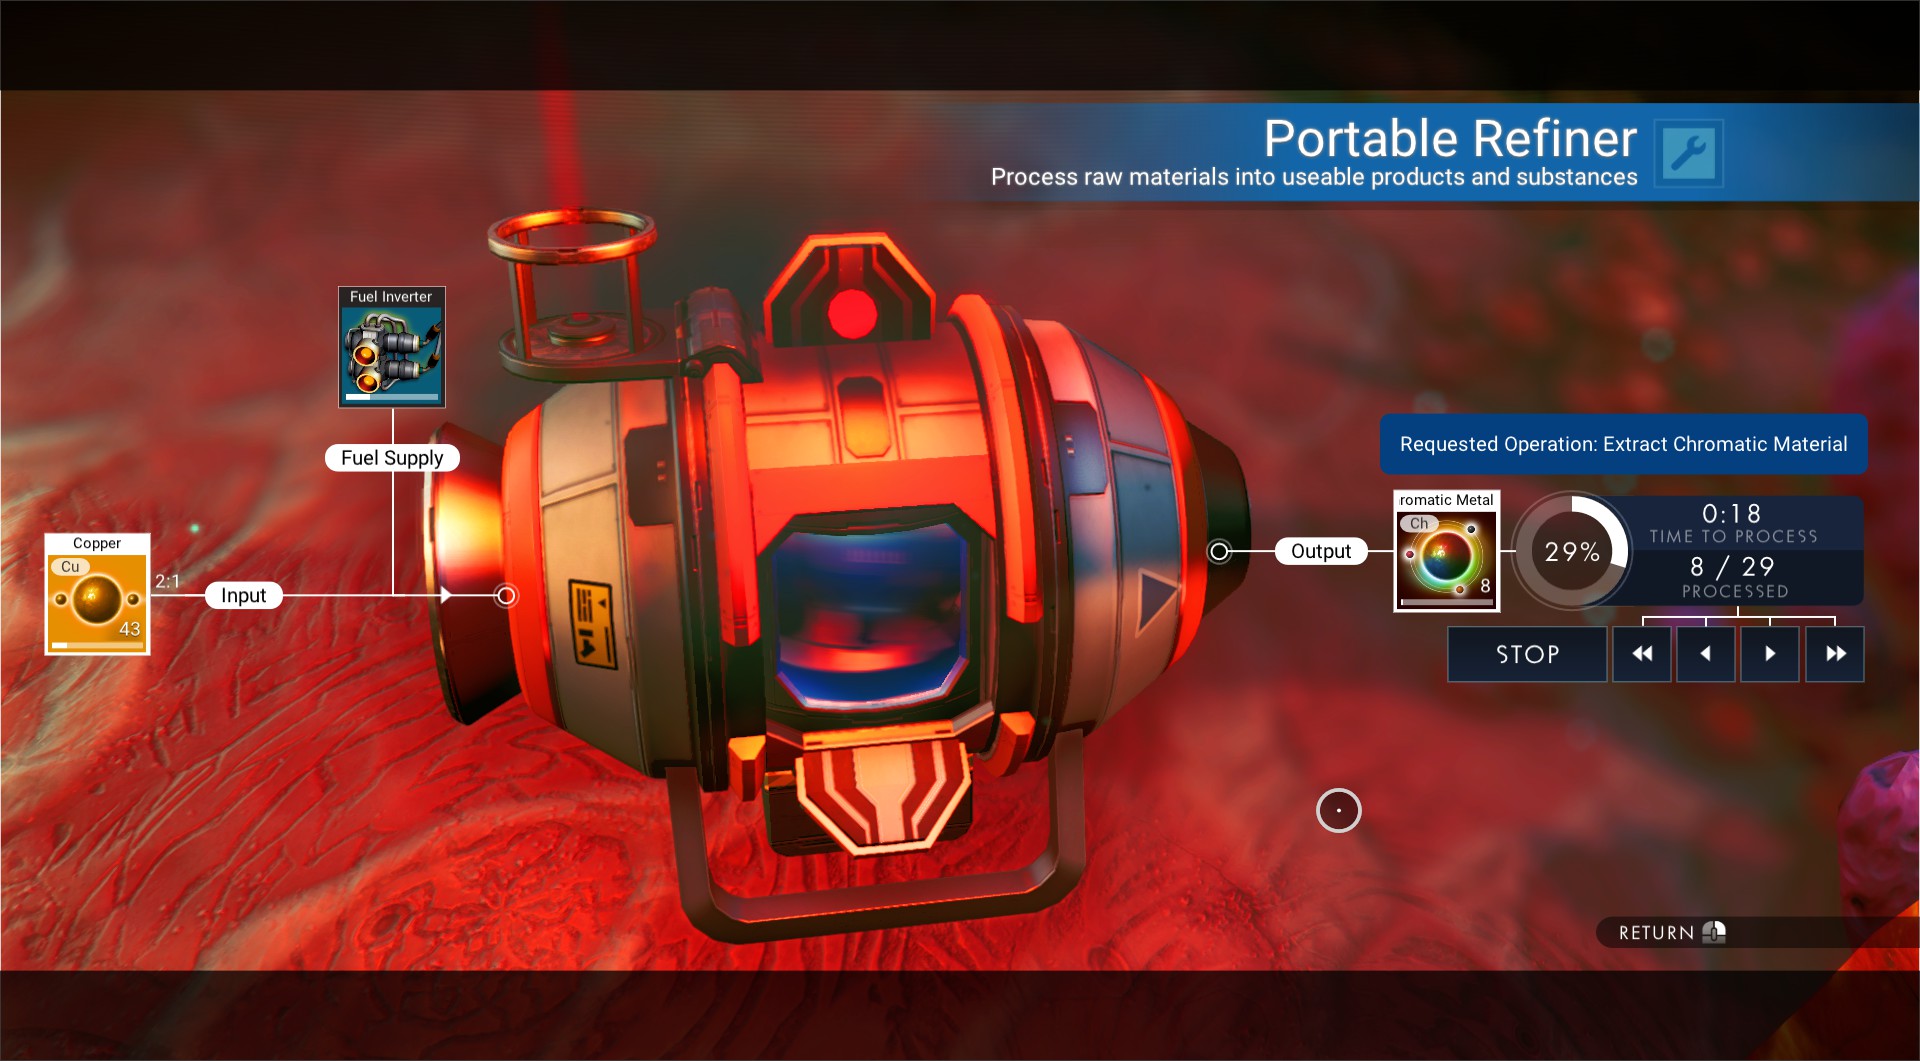 Portable Refiner
Process raw materials into useable products and substances
Fuel Inverter
Fuel Supply
Requested Operation: Extract Chromatic Material
Copper
Cu
43
2:1
Input
Output
romatic Metal
Ch
8
29%
0:18
TIME TO PROCESS
8 / 29
PROCESSED
STOP
RETURN